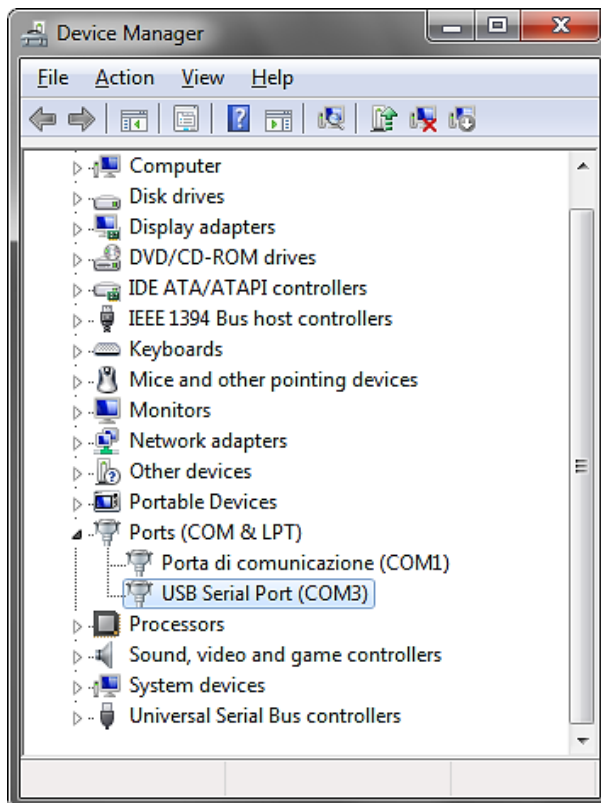 Device Manager
File Action View Help
Computer
Disk drives
Display adapters
DVD/CD-ROM drives
IDE ATA/ATAPI controllers
IEEE 1394 Bus host controllers
Keyboards
Mice and other pointing devices
Monitors
Network adapters
Other devices
Portable Devices
Ports (COM & LPT)
Porta di comunicazione (COM1)
USB Serial Port (COM3)
Processors
Sound, video and game controllers
System devices
Universal Serial Bus controllers